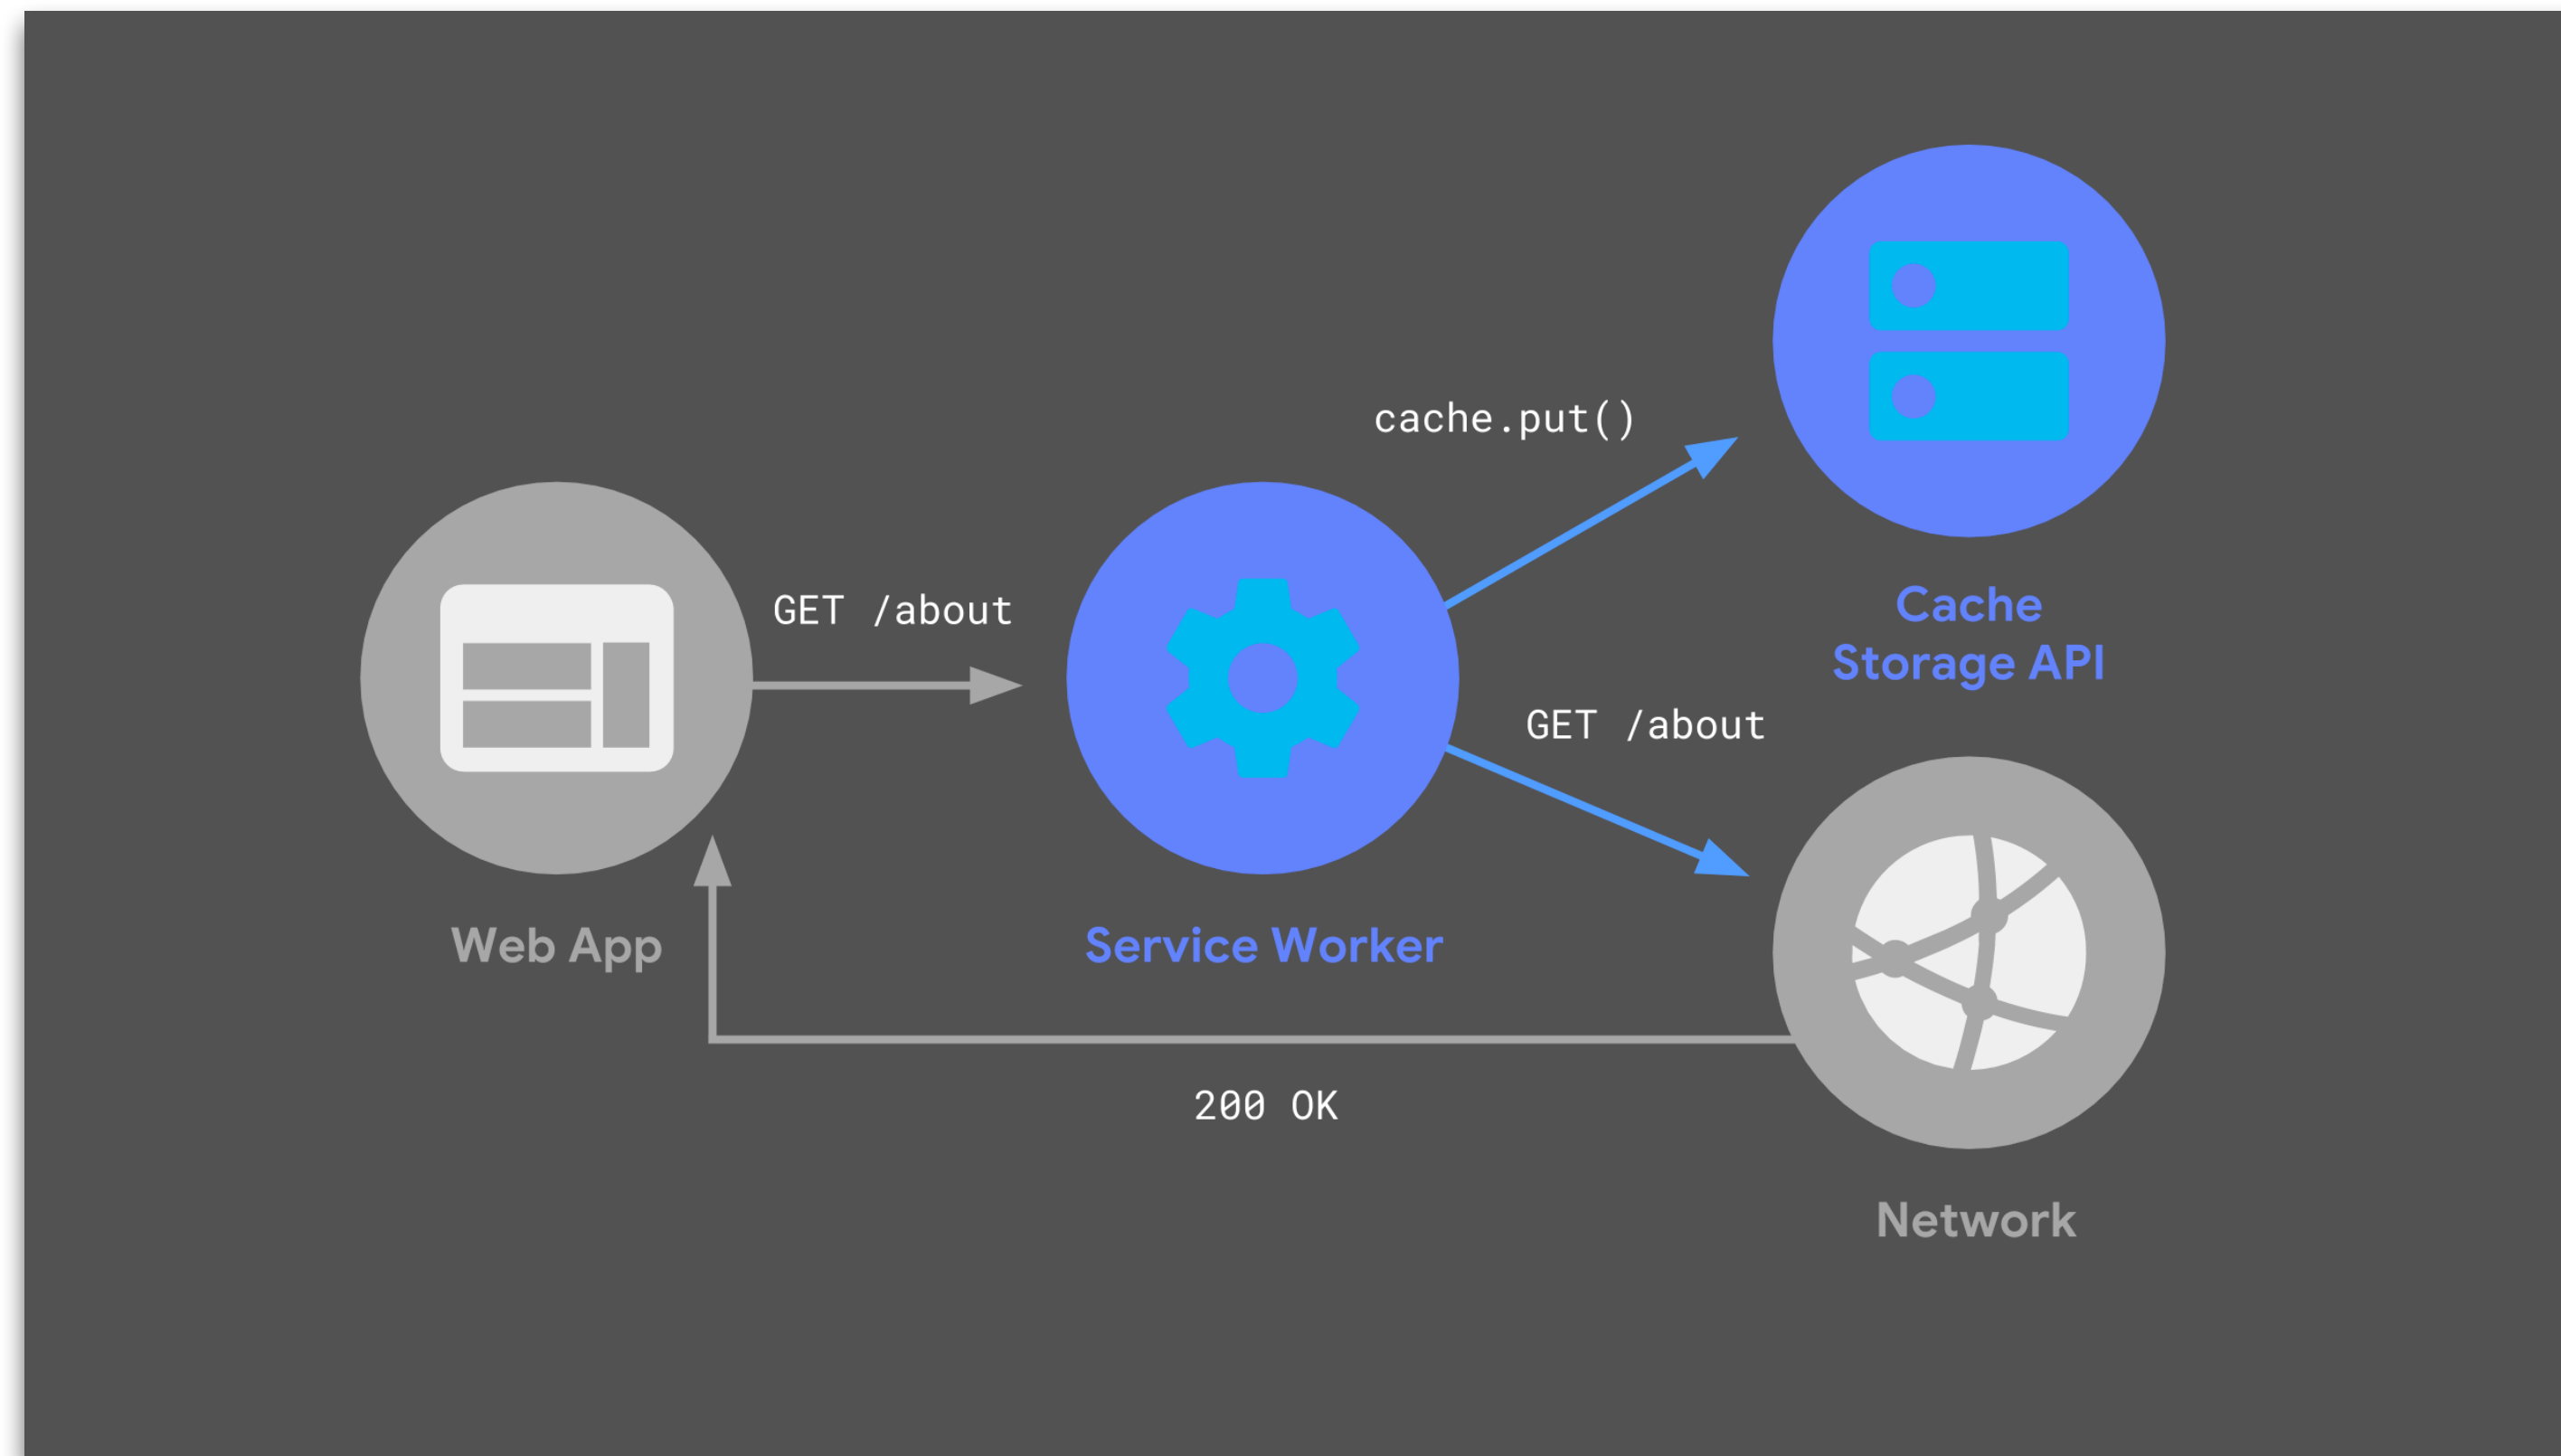 cache.put()
Cache
Storage API
GET /about
GET /about
Web App
Service Worker
200 OK
Network